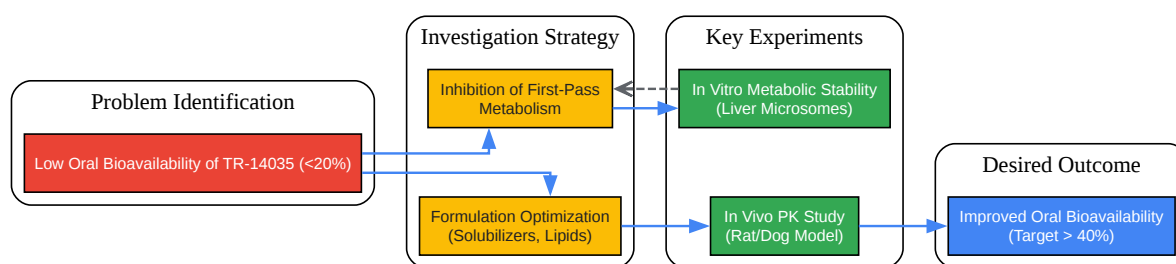 Problem Identification
Low Oral Bioavailability of TR-14035 (<20%)
Investigation Strategy
Inhibition of First-Pass
Metabolism
Formulation Optimization
(Solubilizers, Lipids)
Key Experiments
In Vitro Metabolic Stability
(Liver Microsomes)
In Vivo PK Study
(Rat/Dog Model)
Desired Outcome
Improved Oral Bioavailability
(Target > 40%)